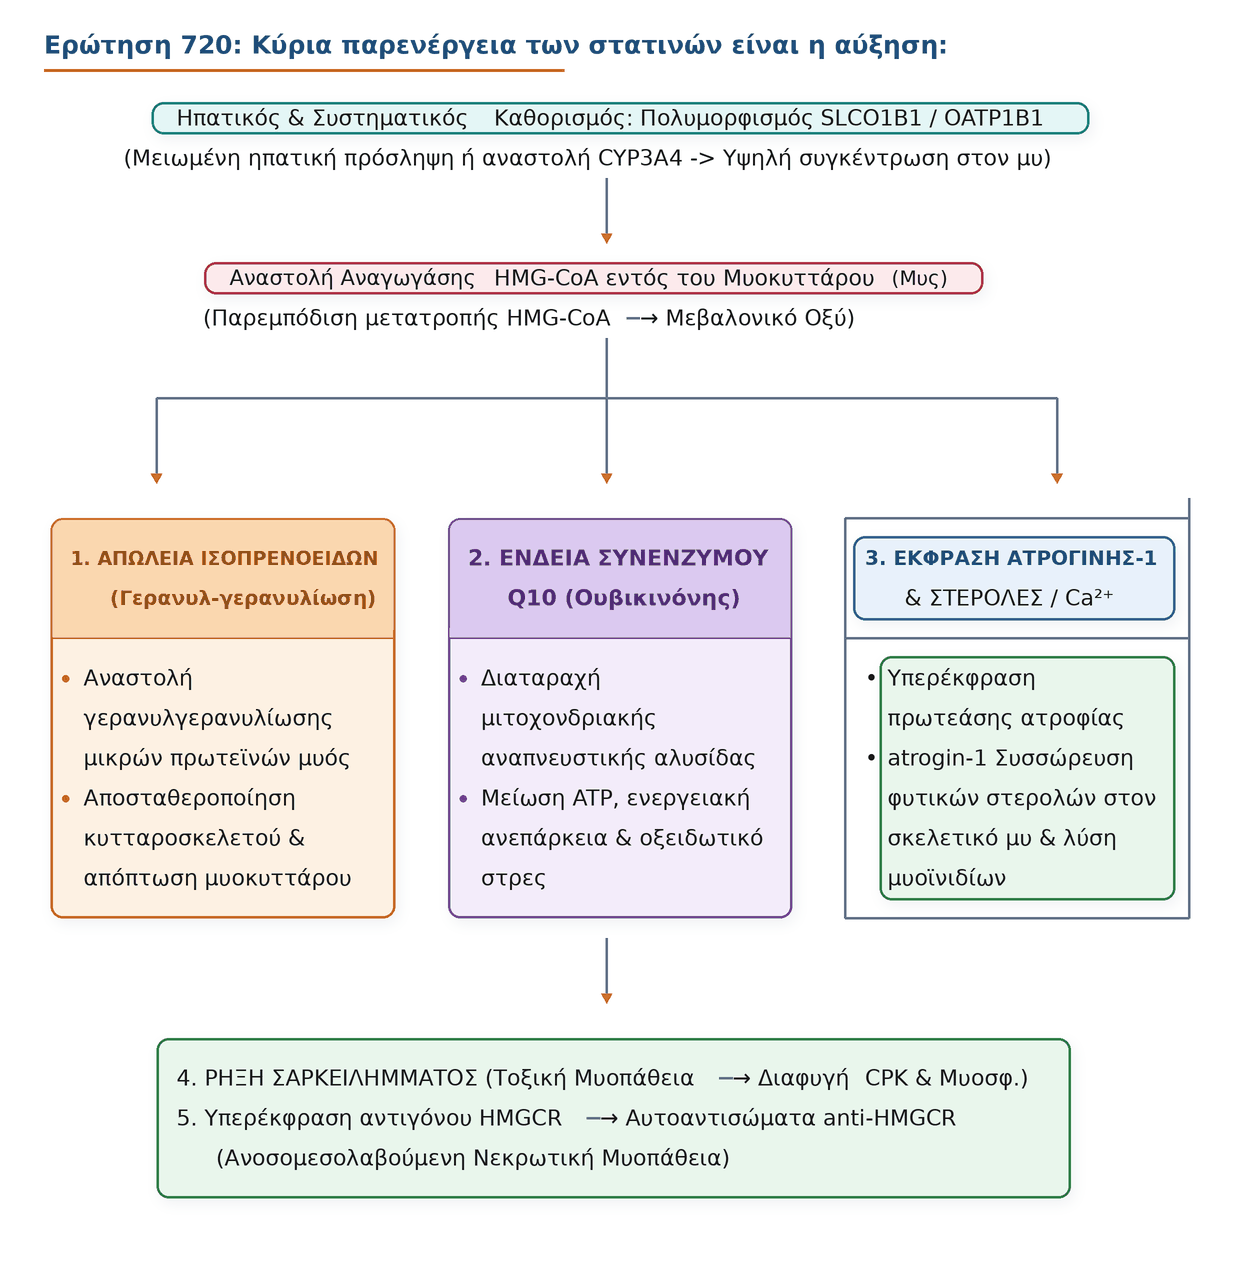 Ερώτηση 720: Κύρια παρενέργεια των στατινών είναι η αύξηση:
Ηπατικός & Συστηματικός Καθορισμός: Πολυμορφισμός SLCO1B1 / OATP1B1
(Μειωμένη ηπατική πρόσληψη ή αναστολή CYP3A4 -> Υψηλή συγκέντρωση στον μυ)
Αναστολή Αναγωγάσης HMG-CoA εντός του Μυοκυττάρου (Μυς)
(Παρεμπόδιση μετατροπής HMG-CoA ─→ Μεβαλονικό Οξύ)
1. ΑΠΩΛΕΙΑ ΙΣΟΠΡΕΝΟΕΙΔΩΝ
(Γερανυλ-γερανυλίωση)
• Αναστολή
γερανυλγερανυλίωσης
μικρών πρωτεϊνών μυός
• Αποσταθεροποίηση
κυτταροσκελετού &
απόπτωση μυοκυττάρου
2. ΕΝΔΕΙΑ ΣΥΝΕΝΖΥΜΟΥ
Q10 (Ουβικινόνης)
• Διαταραχή
μιτοχονδριακής
αναπνευστικής αλυσίδας
• Μείωση ATP, ενεργειακή
ανεπάρκεια & οξειδωτικό
στρες
3. ΕΚΦΡΑΣΗ ΑΤΡΟΓΙΝΗΣ-1
& ΣΤΕΡΟΛΕΣ / Ca²⁺
• Υπερέκφραση
πρωτεάσης ατροφίας
• atrogin-1 Συσσώρευση
φυτικών στερολών στον
σκελετικό μυ & λύση
μυοϊνιδίων
4. ΡΗΞΗ ΣΑΡΚΕΙΛΗΜΜΑΤΟΣ (Τοξική Μυοπάθεια ─→ Διαφυγή CPK & Μυοσφ.)
5. Υπερέκφραση αντιγόνου HMGCR ─→ Αυτοαντισώματα anti-HMGCR
(Ανοσομεσολαβούμενη Νεκρωτική Μυοπάθεια)